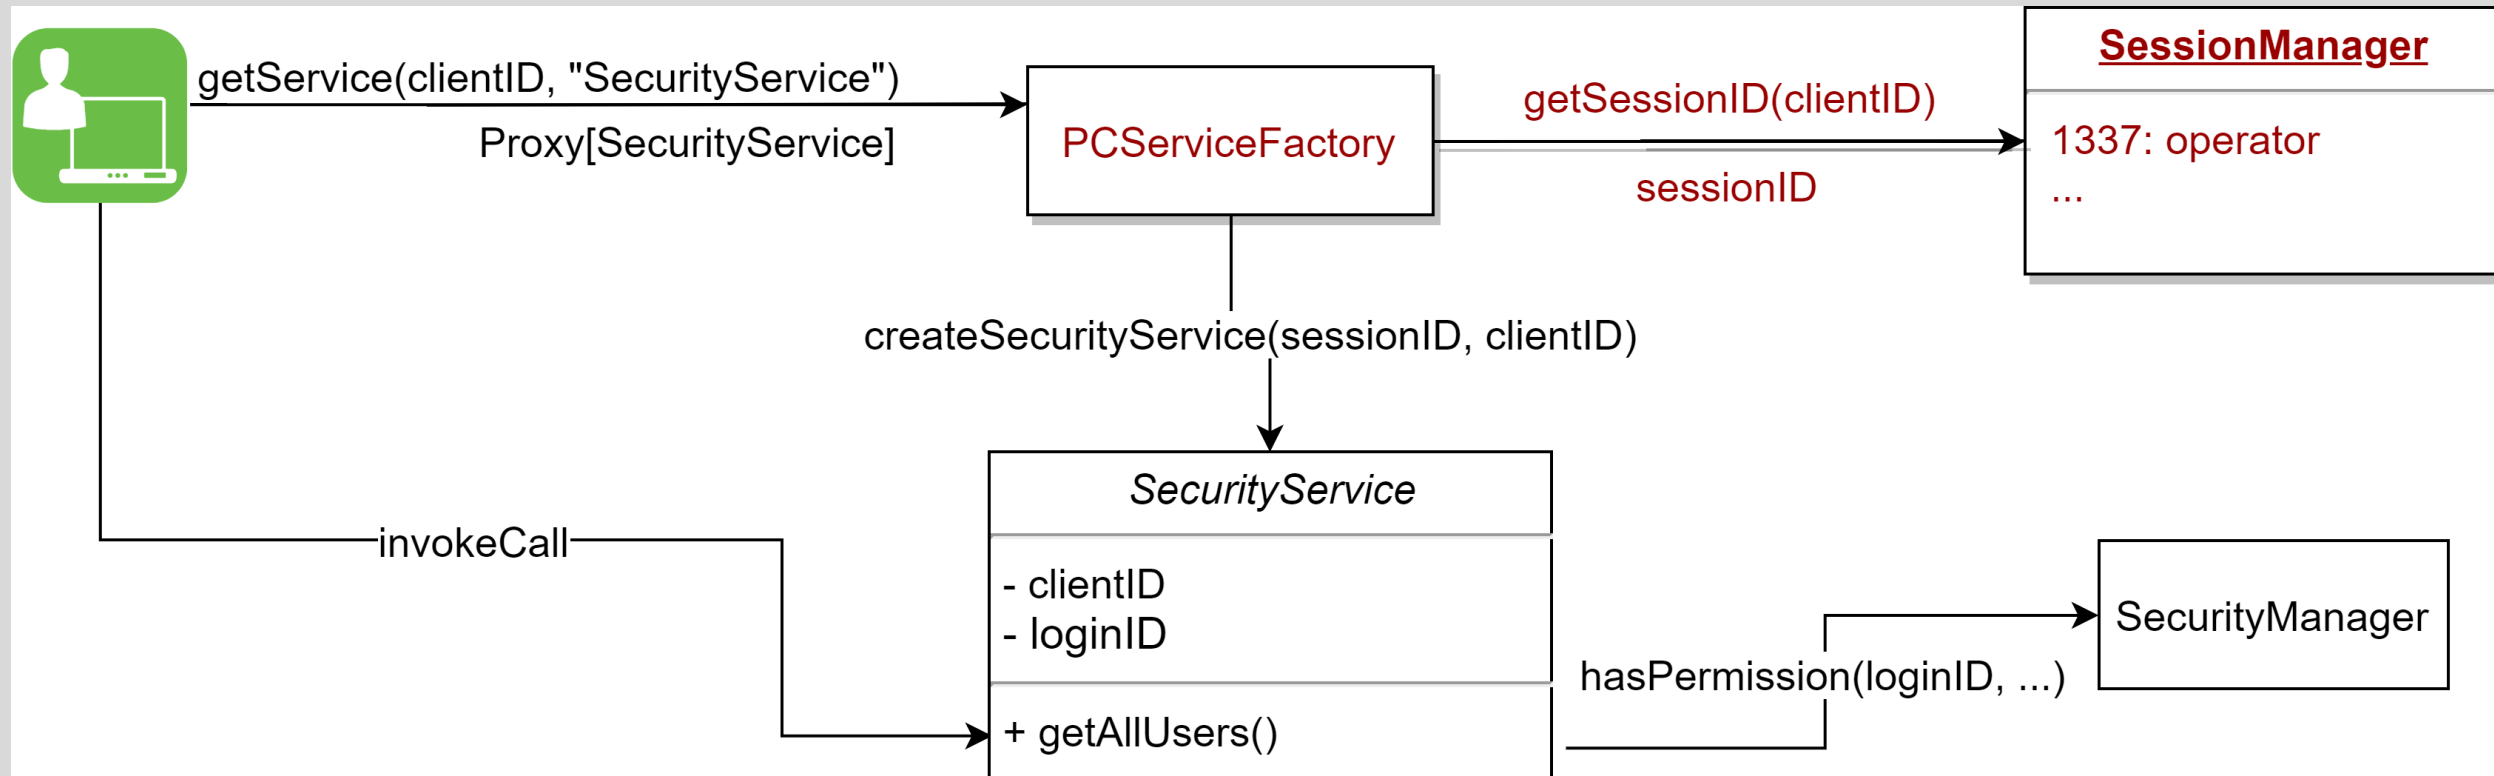 getService(clientID, "SecurityService")
Proxy[SecurityService]
PCServiceFactory
getSessionID(clientID)
sessionID
SessionManager
1337: operator
...
createSecurityService(sessionID, clientID)
invokeCall
SecurityService
- clientID
- loginID
+ getAllUsers()
hasPermission(loginID, ...)
SecurityManager